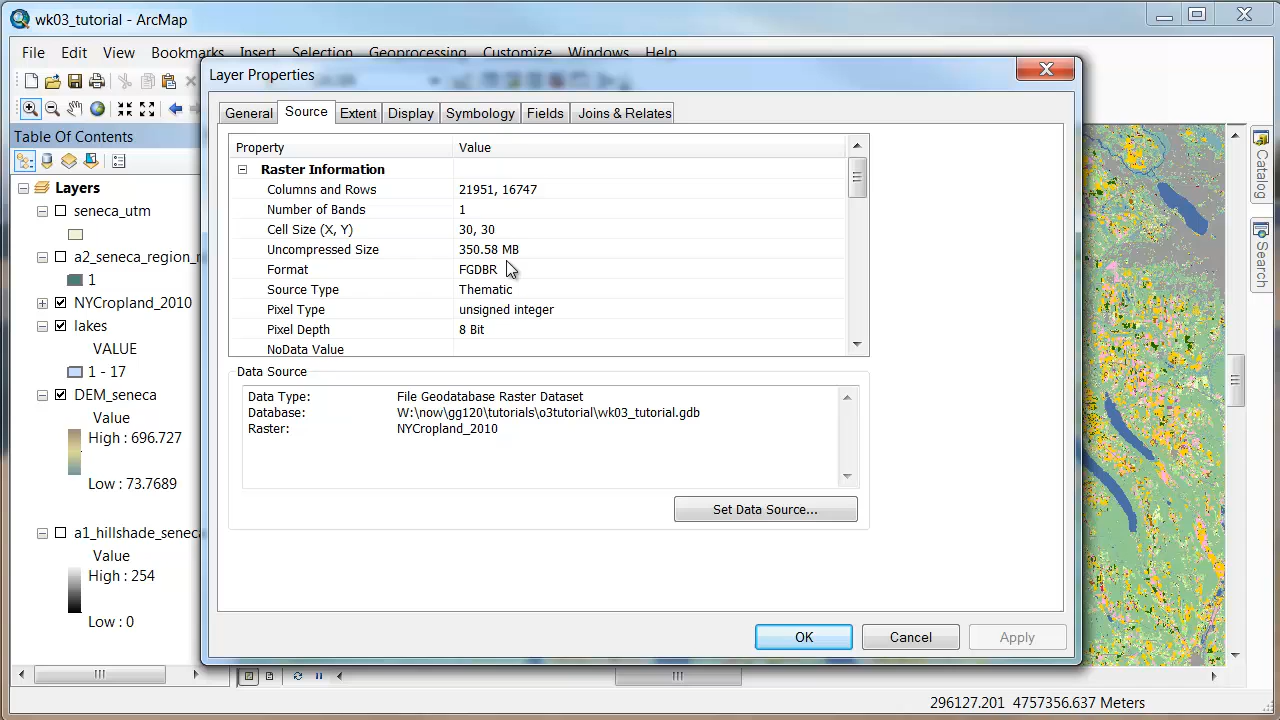 wk03_tutorial - ArcMap
File Edit View Bookmarks Insert Selection Geoprocessing Customize Windows Help
Layer Properties
General Source Extent Display Symbology Fields Joins & Relates
Table Of Contents
Layers
seneca_utm
a2_seneca_region_r
1
NYCropland_2010
lakes
VALUE
1 - 17
DEM_seneca
Value
High : 696.727
Low : 73.7689
a1_hillshade_seneca
Value
High : 254
Low : 0
Property Value
Raster Information
Columns and Rows 21951, 16747
Number of Bands 1
Cell Size (X, Y) 30, 30
Uncompressed Size 350.58 MB
Format FGDBR
Source Type Thematic
Pixel Type unsigned integer
Pixel Depth 8 Bit
NoData Value
Data Source
Data Type: File Geodatabase Raster Dataset
Database: W:\now\gg120\tutorials\o3tutorial\wk03_tutorial.gdb
Raster: NYCropland_2010
Set Data Source...
OK Cancel Apply
Catalog
Search
296127.201 4757356.637 Meters